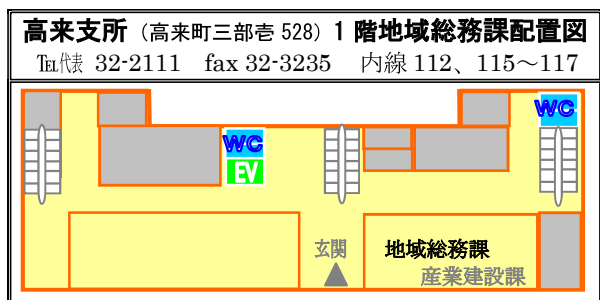 高来支所（高来町三部壱 528）1 階地域総務課配置図
℡代表 32-2111 fax 32-3235 内線 112、115～117
WC
WC
EV
玄関 地域総務課
産業建設課